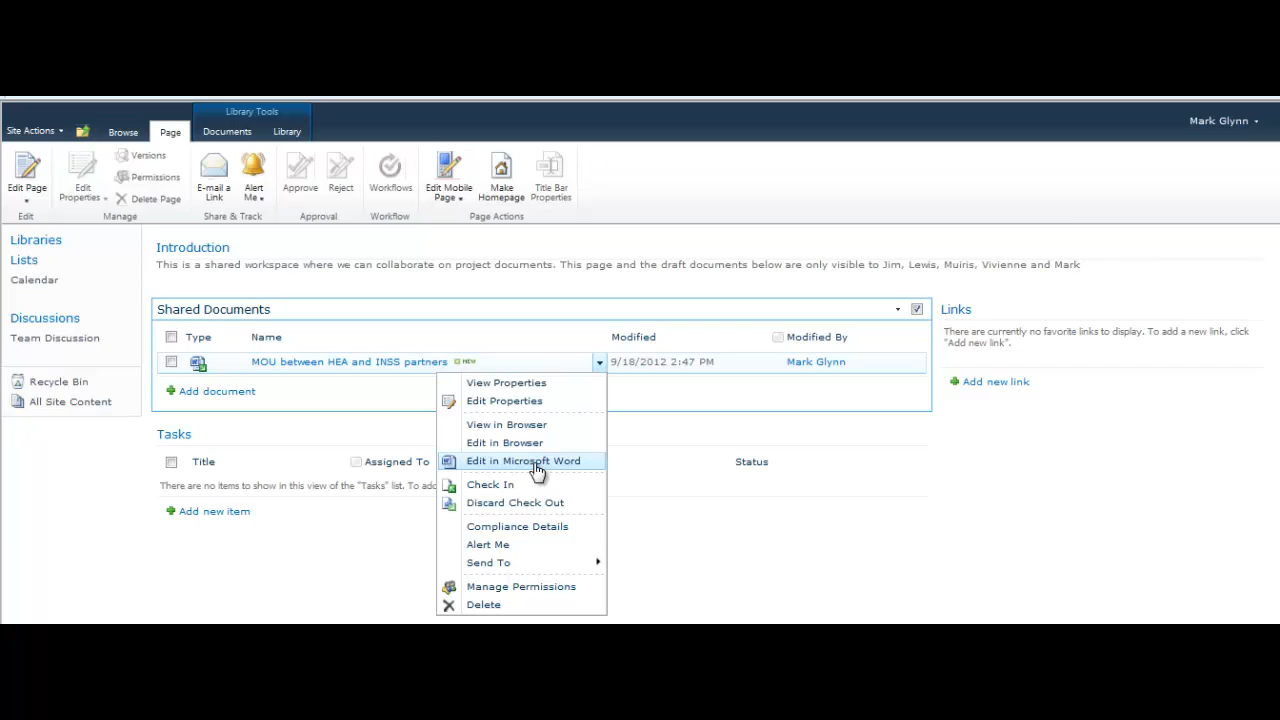 Library Tools
Site Actions Browse Page Documents Library Mark Glynn
Edit Page
Edit Properties
Versions
Permissions
Delete Page
E-mail a Link
Alert Me
Approve
Reject
Workflows
Edit Mobile Page
Make Homepage
Title Bar Properties
Edit Manage Share & Track Approval Workflow Page Actions
Libraries
Lists
Calendar
Discussions
Team Discussion
Recycle Bin
All Site Content
Introduction
This is a shared workspace where we can collaborate on project documents. This page and the draft documents below are only visible to Jim, Lewis, Muiris, Vivienne and Mark
Shared Documents
Type Name Modified Modified By
MOU between HEA and INSS partners NEW 9/18/2012 2:47 PM Mark Glynn
Add document
View Properties
Edit Properties
View in Browser
Edit in Browser
Edit in Microsoft Word
Check In
Discard Check Out
Compliance Details
Alert Me
Send To
Manage Permissions
Delete
Tasks
Title Assigned To Status
There are no items to show in this view of the "Tasks" list. To add
Add new item
Links
There are currently no favorite links to display. To add a new link, click
"Add new link".
Add new link